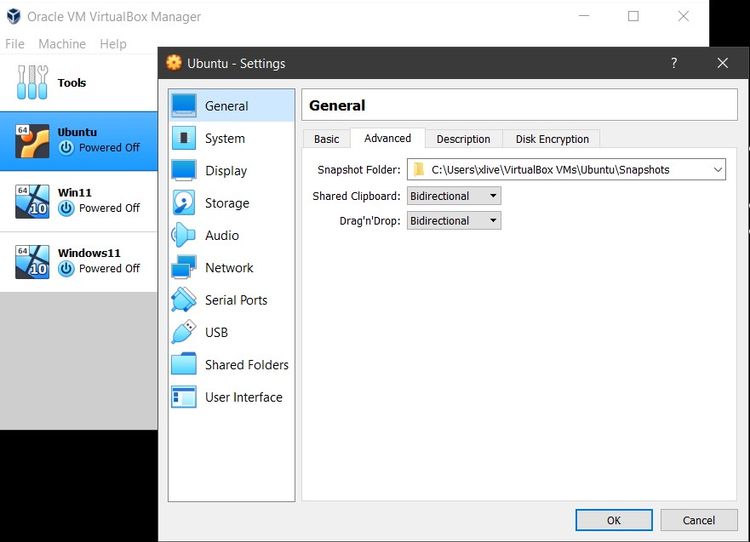 Oracle VM VirtualBox Manager
File Machine Help
Tools
64 Ubuntu
Powered Off
64 Win11
10 Powered Off
64 Windows11
10 Powered Off
Ubuntu - Settings ?
General
System
Display
Storage
Audio
Network
Serial Ports
USB
Shared Folders
User Interface
General
Basic Advanced Description Disk Encryption
Snapshot Folder: C:\Users\xlive\VirtualBox VMs\Ubuntu\Snapshots
Shared Clipboard: Bidirectional
Drag'n'Drop: Bidirectional
OK Cancel